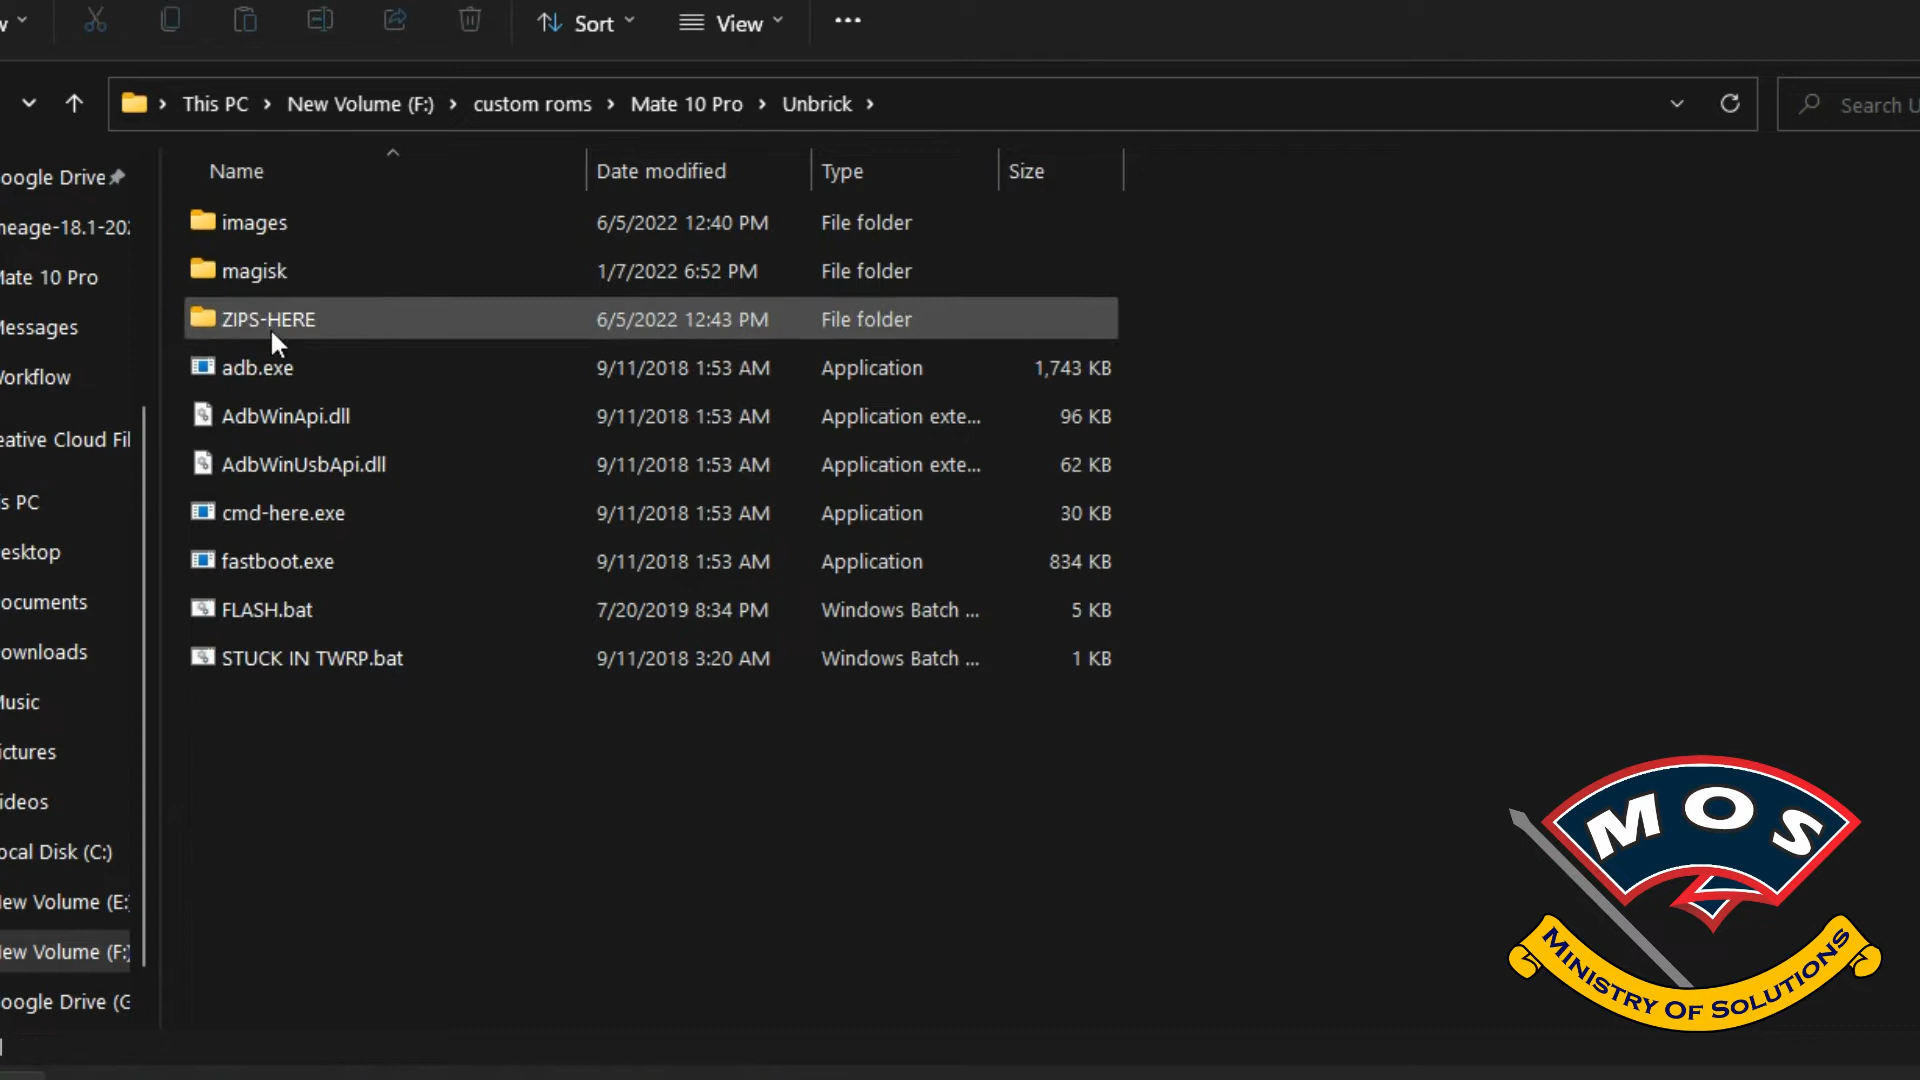 w
Sort
View
This PC > New Volume (F:) > custom roms > Mate 10 Pro > Unbrick >
Search U
Name Date modified Type Size
images 6/5/2022 12:40 PM File folder
magisk 1/7/2022 6:52 PM File folder
ZIPS-HERE 6/5/2022 12:43 PM File folder
adb.exe 9/11/2018 1:53 AM Application 1,743 KB
AdbWinApi.dll 9/11/2018 1:53 AM Application exte... 96 KB
AdbWinUsbApi.dll 9/11/2018 1:53 AM Application exte... 62 KB
cmd-here.exe 9/11/2018 1:53 AM Application 30 KB
fastboot.exe 9/11/2018 1:53 AM Application 834 KB
FLASH.bat 7/20/2019 8:34 PM Windows Batch ... 5 KB
STUCK IN TWRP.bat 9/11/2018 3:20 AM Windows Batch ... 1 KB
oogle Drive
neage-18.1-202
Mate 10 Pro
Messages
Workflow
eative Cloud Fil
is PC
esktop
ocuments
ownloads
Music
ictures
ideos
ocal Disk (C:)
New Volume (E:)
New Volume (F:)
oogle Drive (G
MOS
MINISTRY OF SOLUTIONS